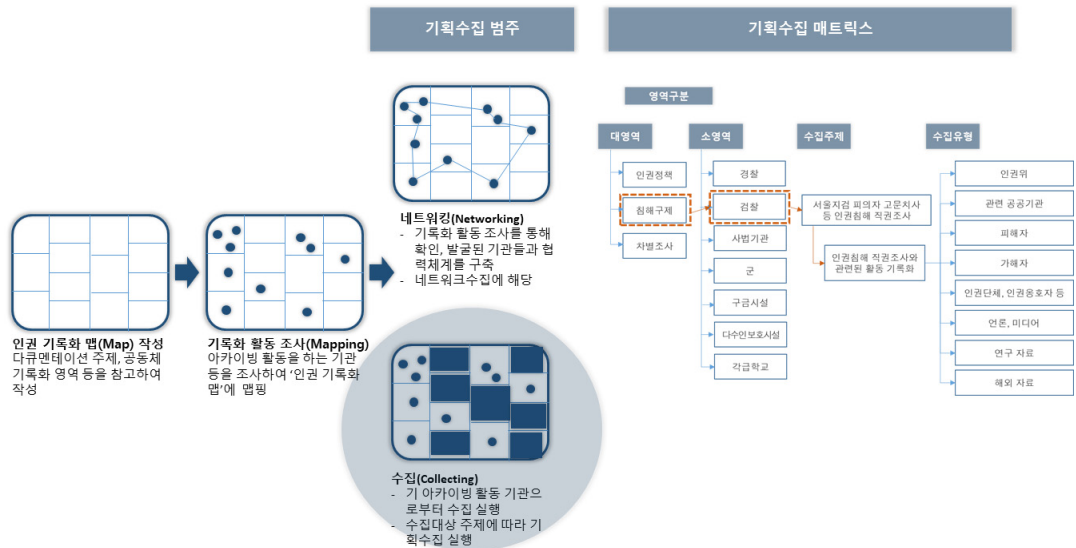 기획수집 범주
기획수집 매트릭스
영역구분
대영역
소영역
수집주제
수집유형
인권정책
침해구제
차별조사
경찰
검찰
사법기관
군
구금시설
다수인보호시설
각급학교
서울지검 피의자 고문치사
등 인권침해 직권조사
인권침해 직권조사와
관련된 활동 기록화
인권위
관련 공공기관
피해자
가해자
인권단체, 인권옹호자 등
언론, 미디어
연구 자료
해외 자료
네트워킹(Networking)
- 기록화 활동 조사를 통해
확인, 발굴된 기관들과 협
력체계를 구축
- 네트워크수집에 해당
인권 기록화 맵(Map) 작성
다큐멘테이션 주제, 공동체
기록화 영역 등을 참고하여
작성
기록화 활동 조사(Mapping)
아카이빙 활동을 하는 기관
등을 조사하여 ‘인권 기록화
맵’에 맵핑
수집(Collecting)
- 기 아카이빙 활동 기관으
로부터 수집 실행
- 수집대상 주제에 따라 기
획수집 실행